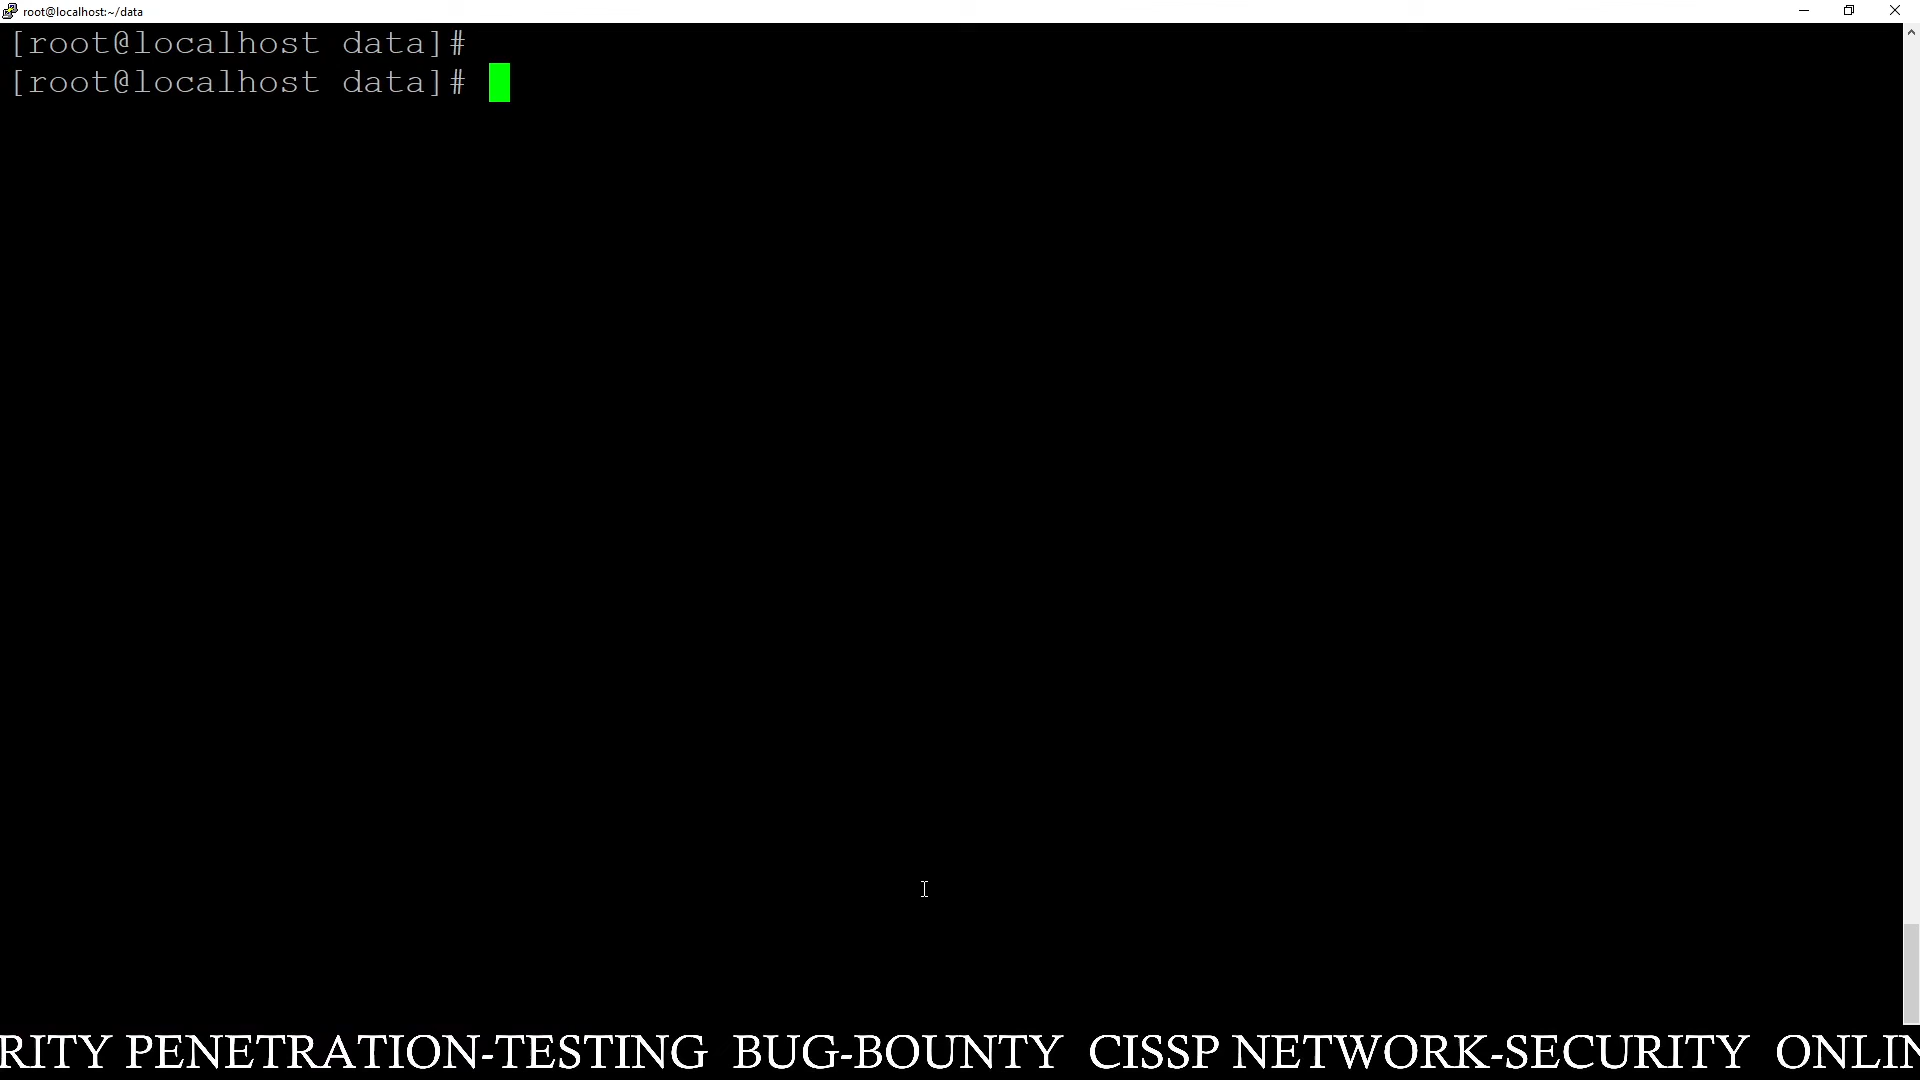 root@localhost:~/data
[root@localhost data]#
[root@localhost data]#
RITY PENETRATION-TESTING BUG-BOUNTY CISSP NETWORK-SECURITY ONLIN